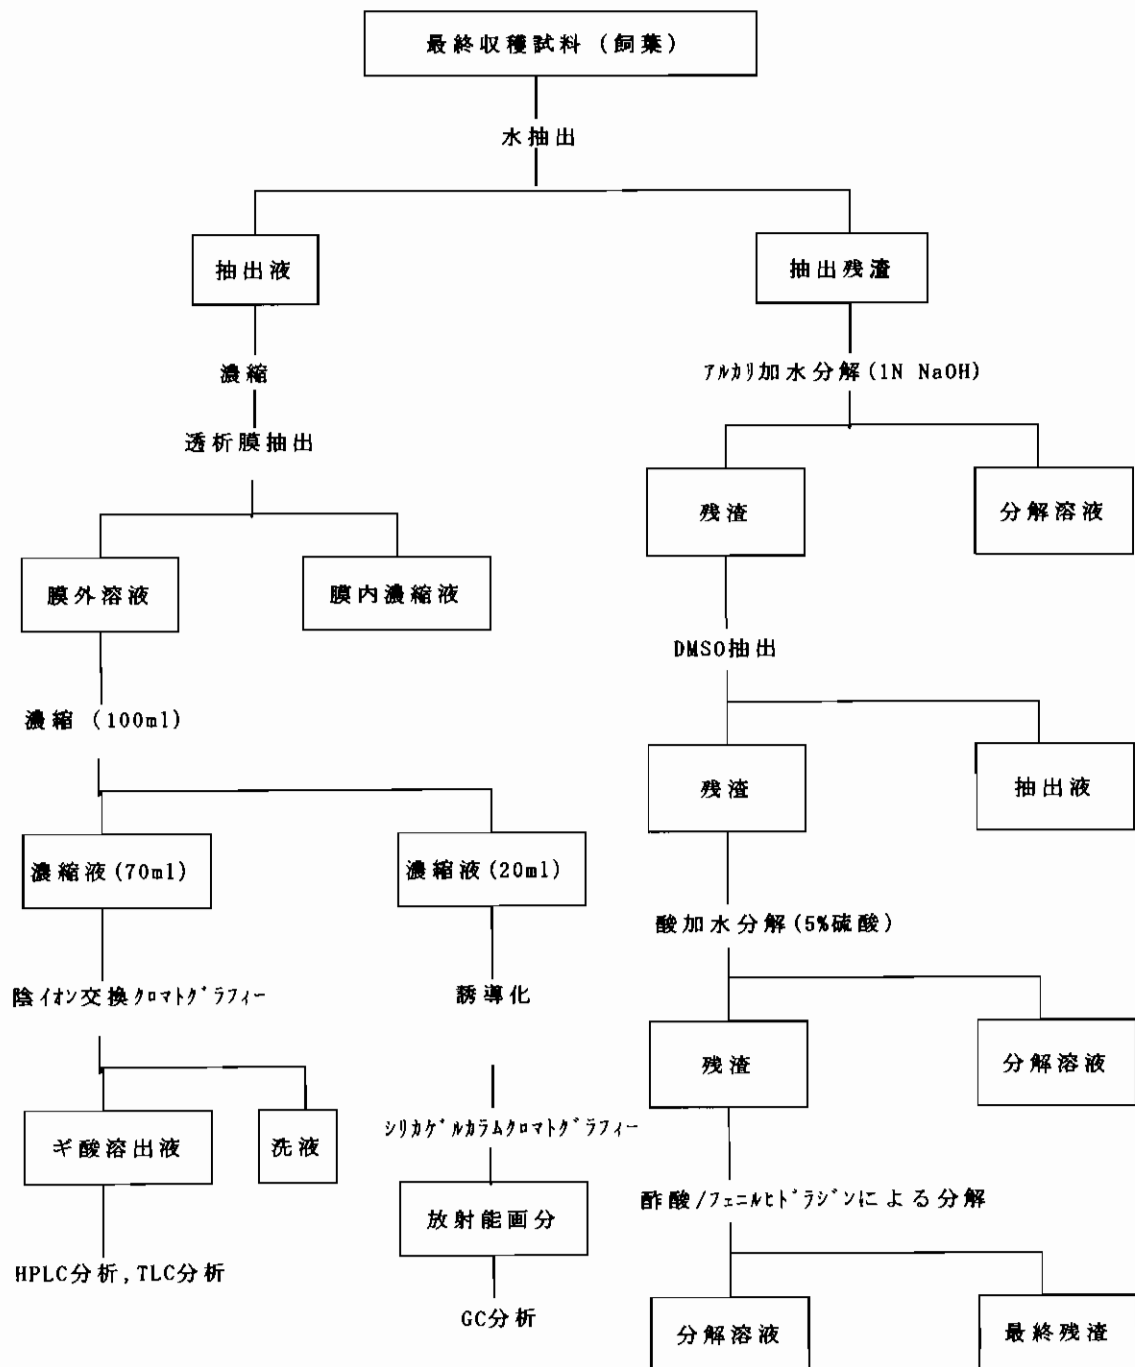 最終収穫試料 (飼葉)
水抽出
抽出液
抽出残渣
濃縮
アルカリ加水分解(1N NaOH)
透析膜抽出
残渣
分解溶液
膜外溶液
膜内濃縮液
DMSO抽出
濃縮 (100ml)
残渣
抽出液
濃縮液(70ml)
濃縮液(20ml)
酸加水分解(5%硫酸)
陰イオン交換クロマトグラフィー
誘導化
残渣
分解溶液
ギ酸溶出液
洗液
シリカゲルカラムクロマトグラフィー
酢酸/フェニルヒドラジンによる分解
放射能画分
HPLC分析,TLC分析
GC分析
分解溶液
最終残渣